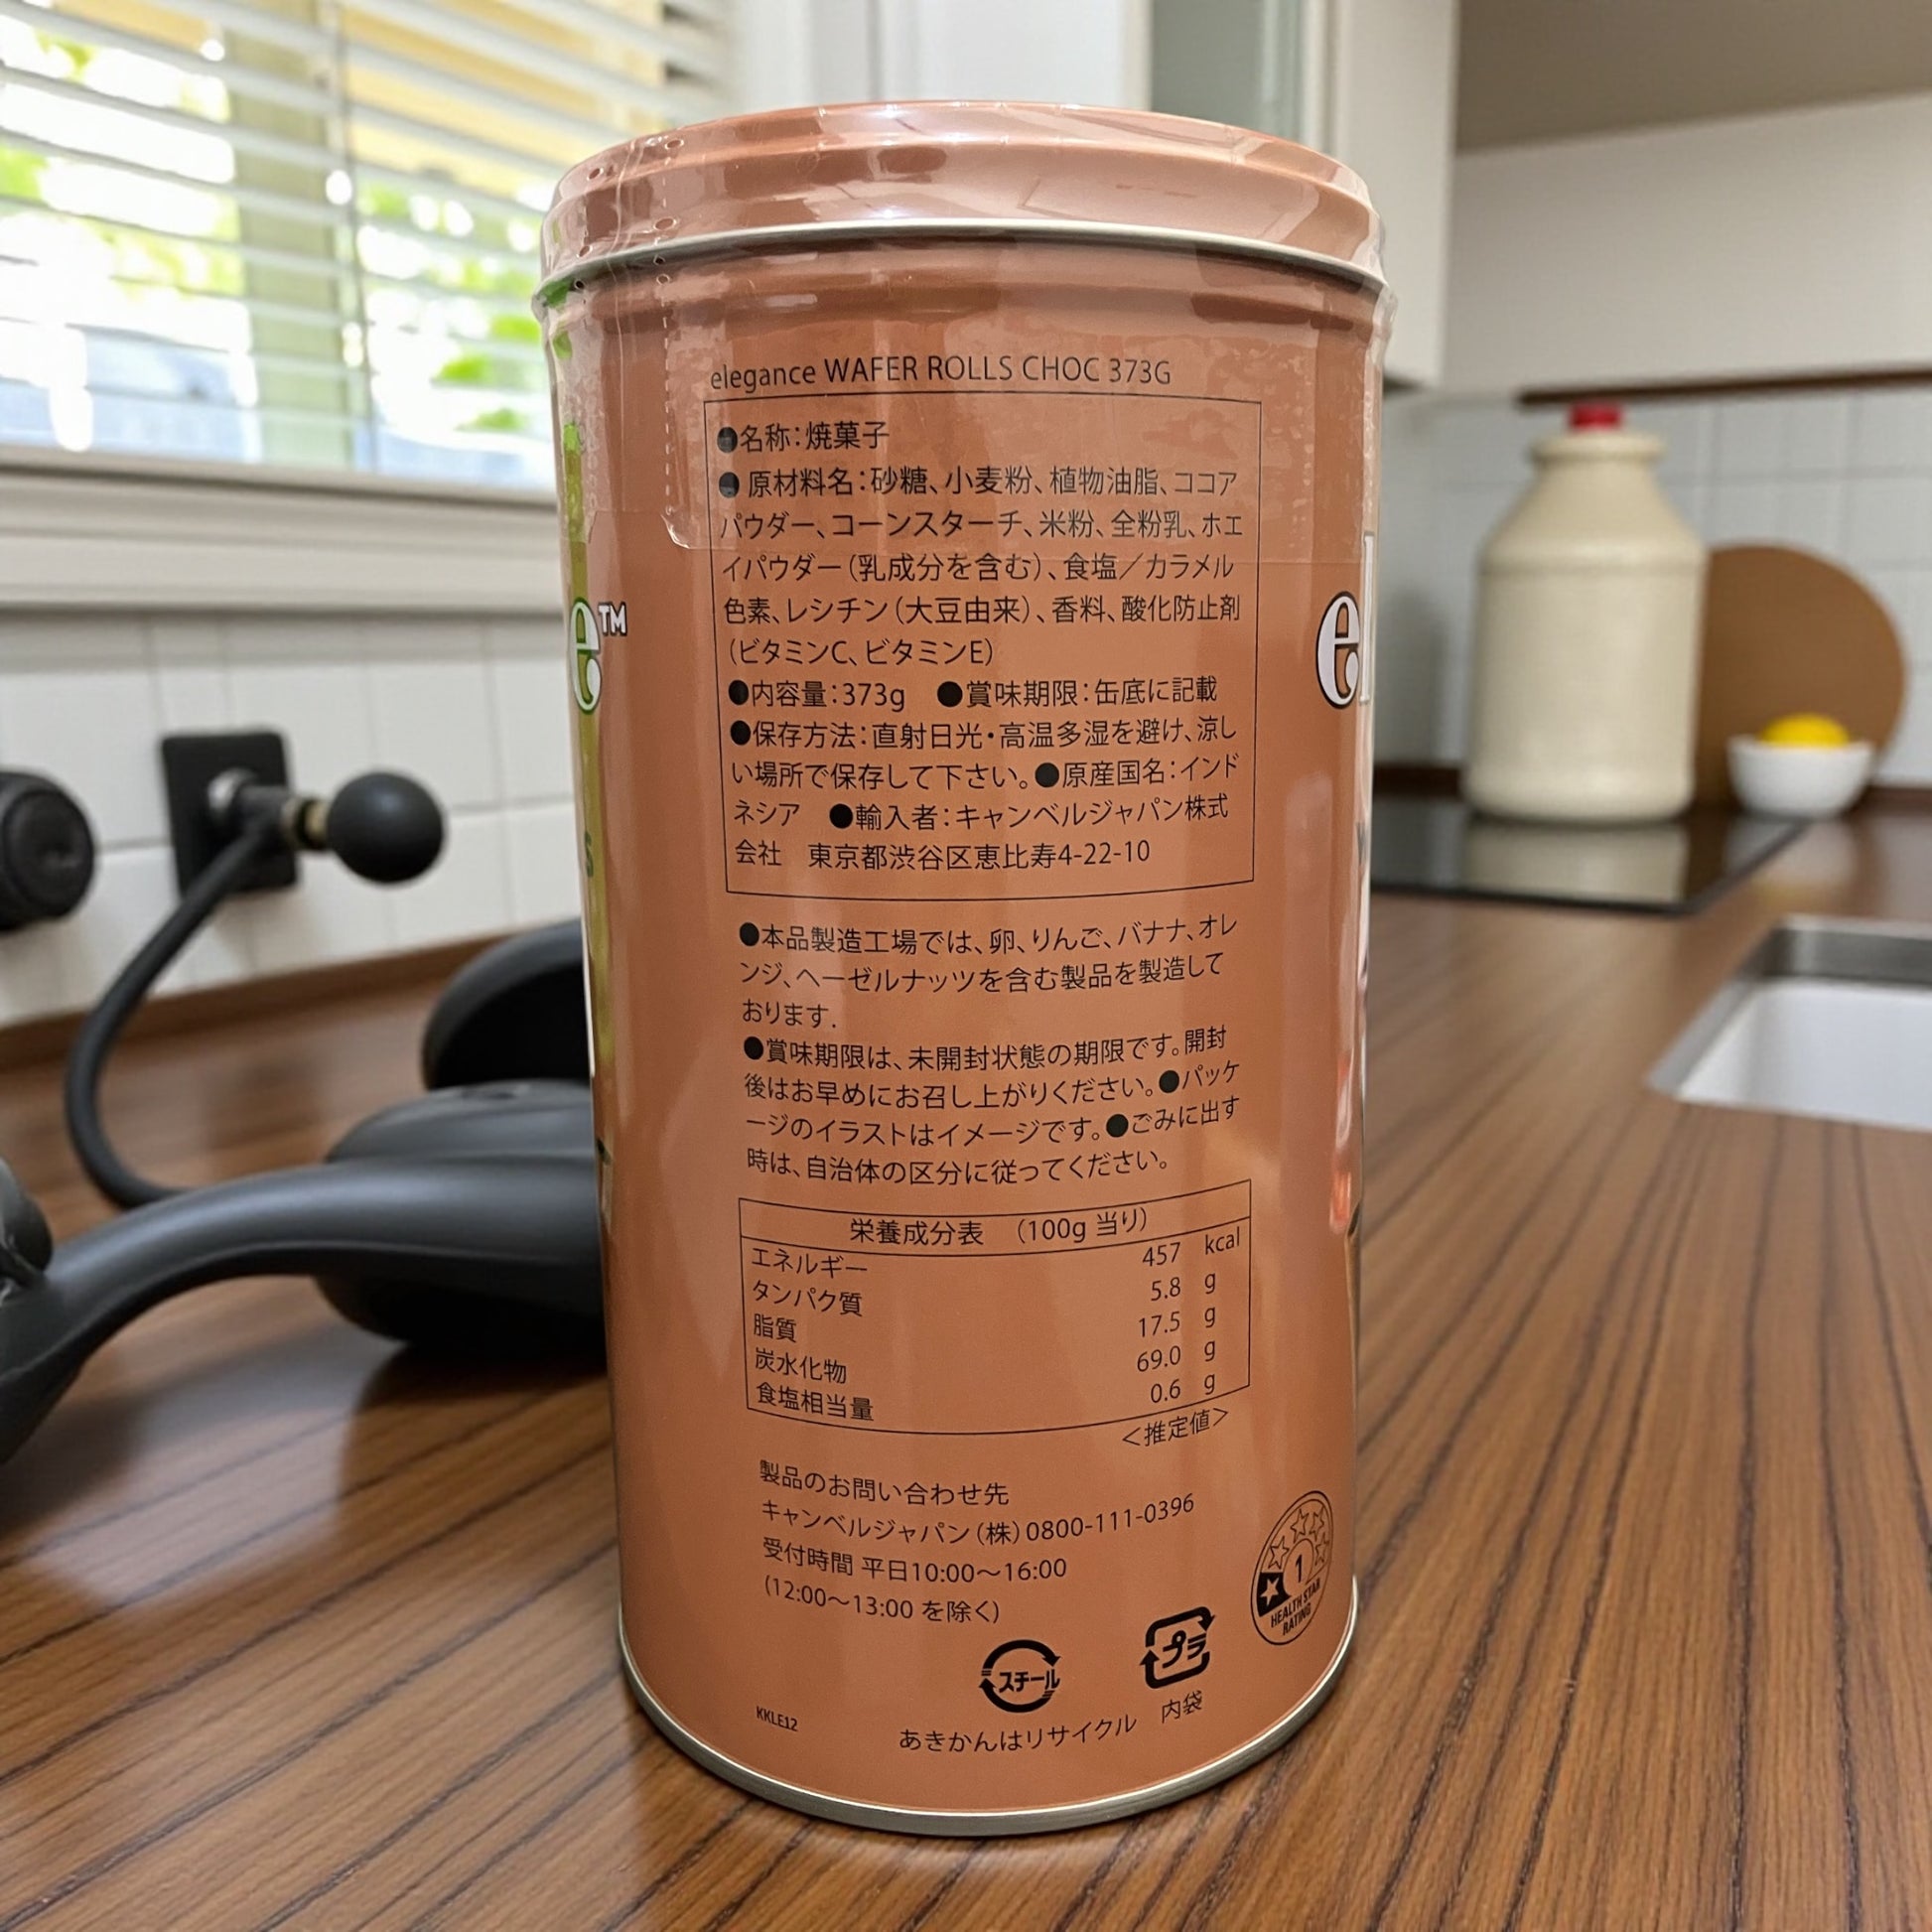 elegance WAFER ROLLS CHOC 373G
●名称：焼菓子
●原材料名：砂糖、小麦粉、植物油脂、ココア
パウダー、コーンスターチ、米粉、全粉乳、ホエ
イパウダー（乳成分を含む）、食塩／カラメル
色素、レシチン（大豆由来）、香料、酸化防止剤
（ビタミンC、ビタミンE）
●内容量：373g　●賞味期限：缶底に記載
●保存方法：直射日光・高温多湿を避け、涼し
い場所で保存して下さい。●原産国名：インド
ネシア　●輸入者：キャンベルジャパン株式
会社　東京都渋谷区恵比寿4-22-10
●本品製造工場では、卵、りんご、バナナ、オレ
ンジ、ヘーゼルナッツを含む製品を製造して
おります.
●賞味期限は、未開封状態の期限です。開封
後はお早めにお召し上がりください。●パッケ
ージのイラストはイメージです。●ごみに出す
時は、自治体の区分に従ってください。
栄養成分表　（100g 当り）
エネルギー 457 kcal
タンパク質 5.8 g
脂質 17.5 g
炭水化物 69.0 g
食塩相当量 0.6 g
＜推定値＞
製品のお問い合わせ先
キャンベルジャパン（株）0800-111-0396
受付時間 平日10:00～16:00
(12:00～13:00 を除く)
1
HEALTH STAR
RATING
スチール
プラ
内袋
あきかんはリサイクル
KKLE12
e™
el